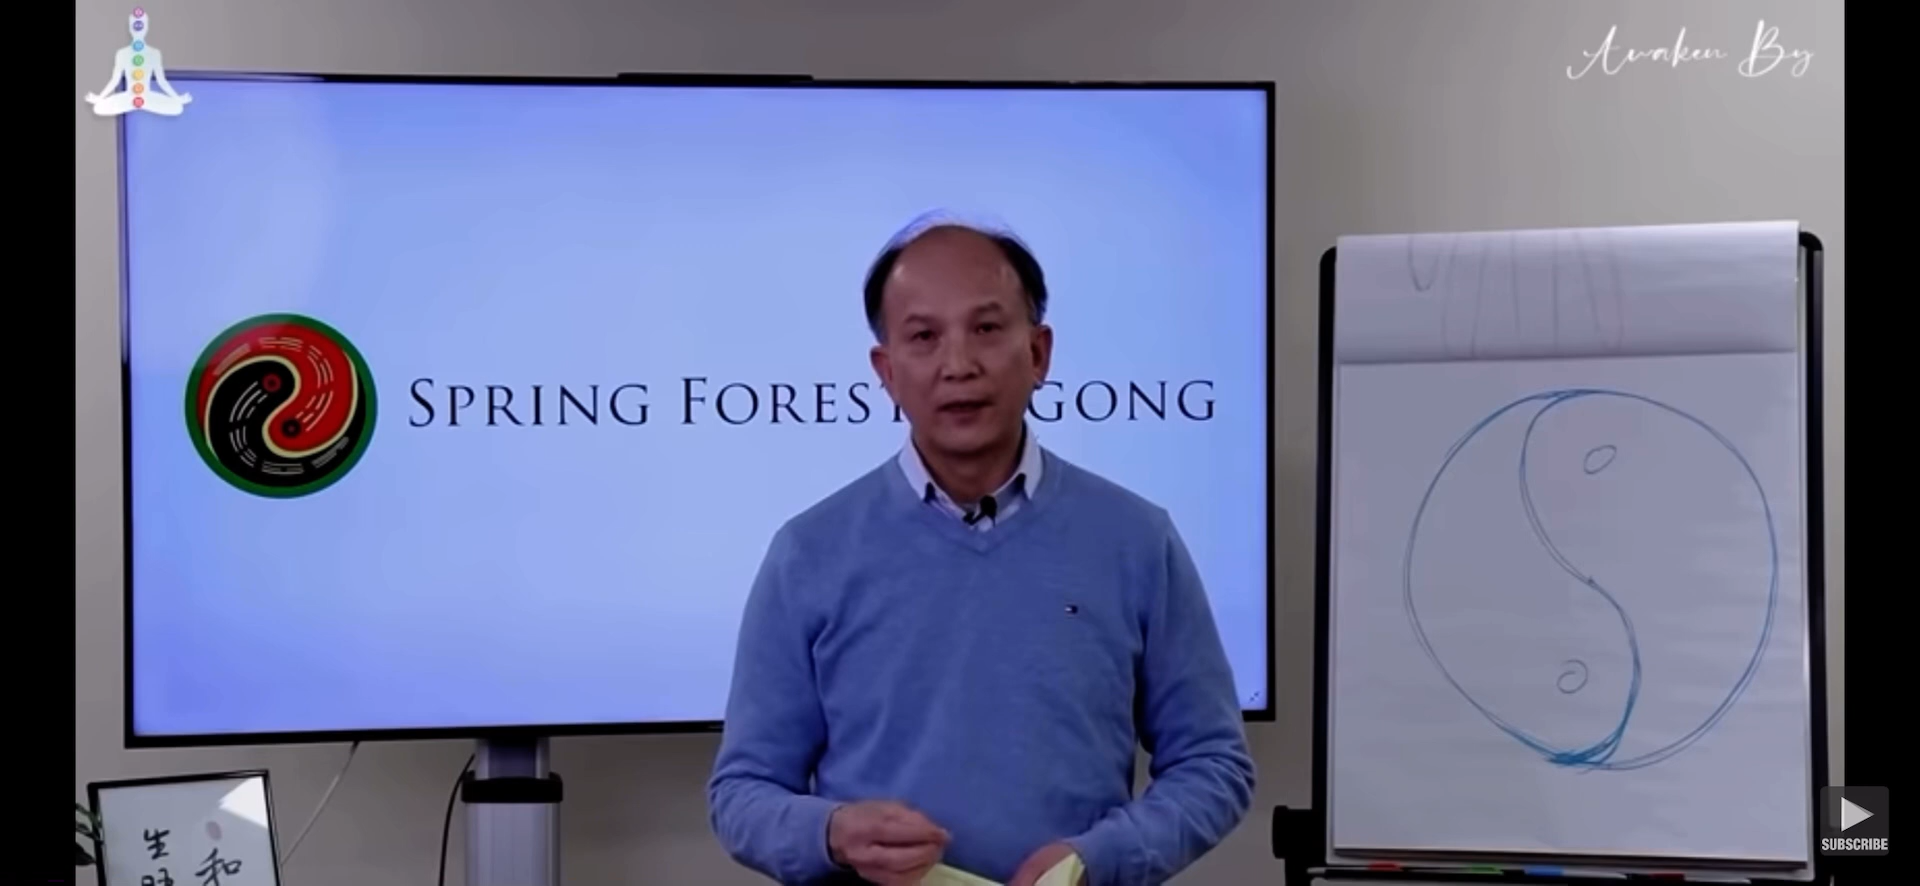 Awaken By
SPRING FOREST GONG
SUBSCRIBE
生
和